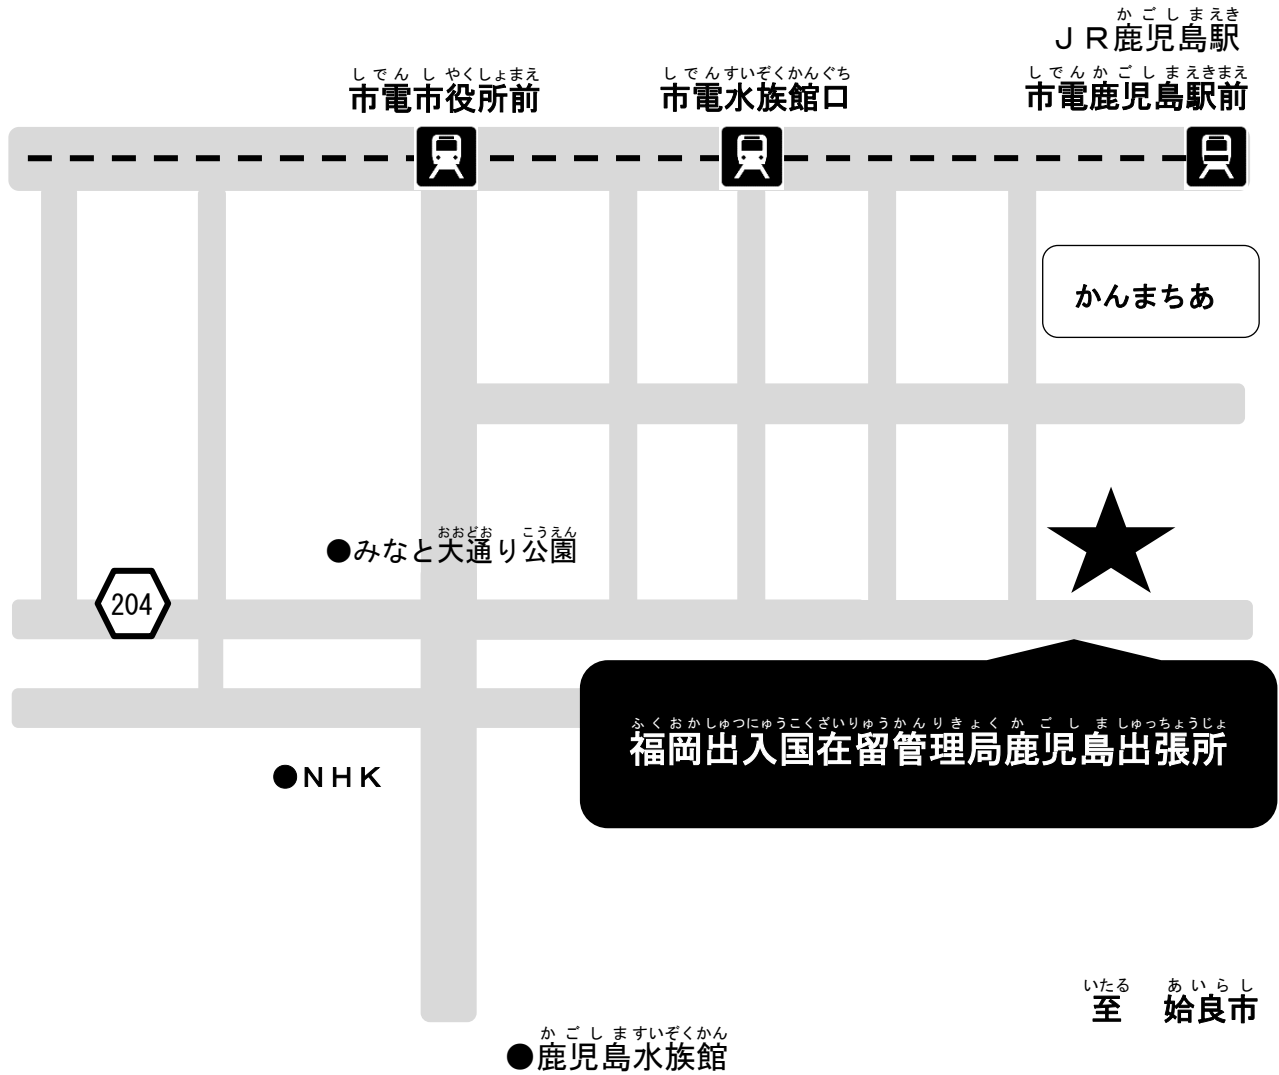 かごしまえき
ＪＲ鹿児島駅
しでんしやくしょまえ
市電市役所前
しでんすいぞくかんぐち
市電水族館口
しでんかごしまえきまえ
市電鹿児島駅前
かんまちあ
おおどお こうえん
●みなと大通り公園
204
ふくおかしゅつにゅうこくざいりゅうかんりきょくかごしましゅっちょうじょ
福岡出入国在留管理局鹿児島出張所
●ＮＨＫ
いたる あいらし
至 姶良市
かごしますいぞくかん
●鹿児島水族館